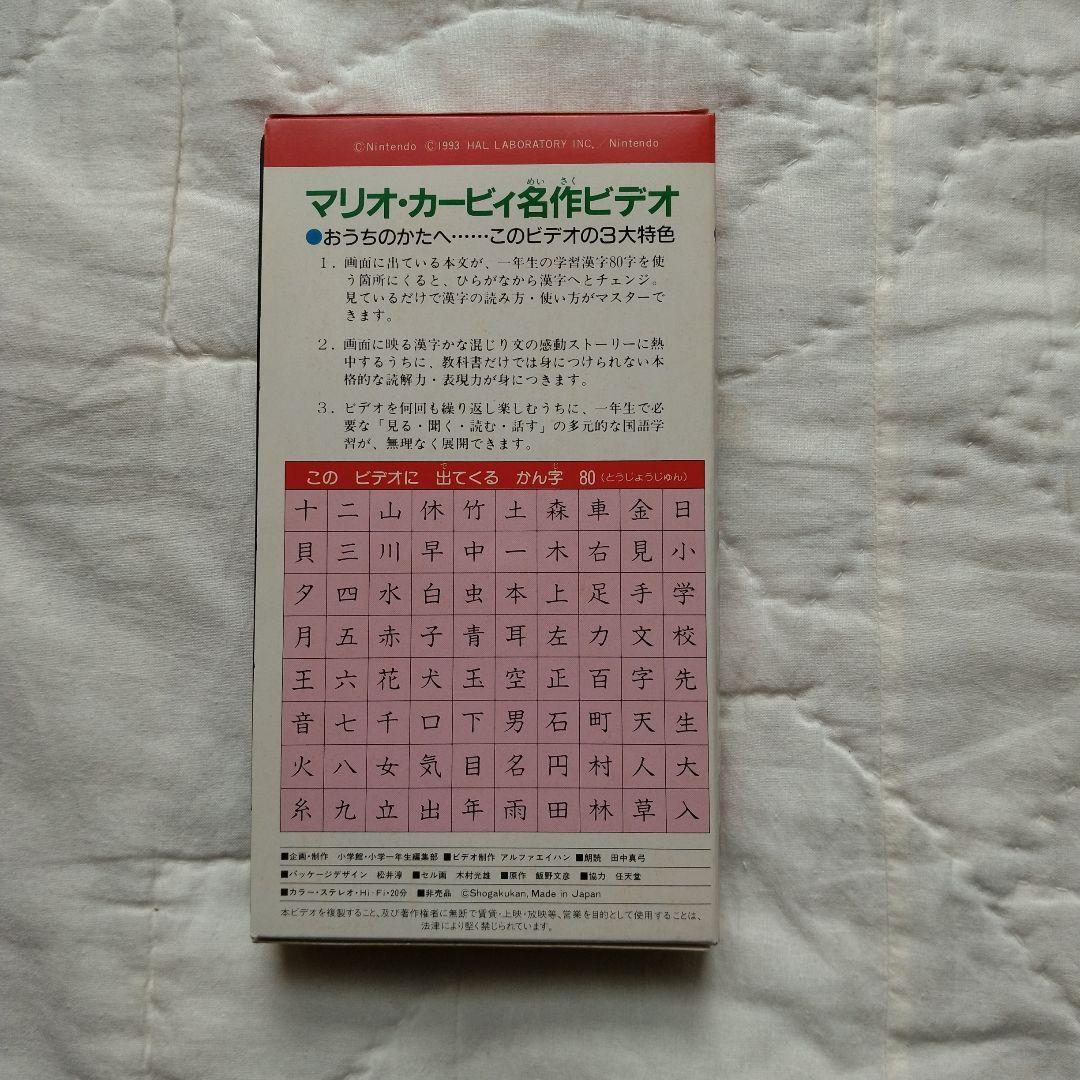 ©Nintendo ©1993 HAL LABORATORY INC.／Nintendo
めい さく
マリオ・カービィ名作ビデオ
●おうちのかたへ……このビデオの3大特色
1．画面に出ている本文が、一年生の学習漢字80字を使
う箇所にくると、ひらがなから漢字へとチェンジ。
見ているだけで漢字の読み方・使い方がマスターで
きます。
2．画面に映る漢字かな混じり文の感動ストーリーに熱
中するうちに、教科書だけでは身につけられない本
格的な読解力・表現力が身につきます。
3．ビデオを何回も繰り返し楽しむうちに、一年生で必
要な「見る・聞く・読む・話す」の多元的な国語学
習が、無理なく展開できます。
で じ
この ビデオに 出てくる かん字 80（とうじょうじゅん）
十 二 山 休 竹 土 森 車 金 日
貝 三 川 早 中 一 木 右 見 小
夕 四 水 白 虫 本 上 足 手 学
月 五 赤 子 青 耳 左 力 文 校
王 六 花 犬 玉 空 正 百 字 先
音 七 千 口 下 男 石 町 天 生
火 八 女 気 目 名 円 村 人 大
糸 九 立 出 年 雨 田 林 草 入
■企画・制作 小学館・小学一年生編集部 ■ビデオ制作 アルファエイハン ■朗読 田中真弓
■パッケージデザイン 松井淳 ■セル画 木村光雄 ■原作 飯野文彦 ■協力 任天堂
■カラー・ステレオ・Hi-Fi・20分 ■非売品 ©Shogakukan, Made in Japan
本ビデオを複製すること、及び著作権者に無断で賃貸・上映・放映等、営業を目的として使用することは、
法律により堅く禁じられています。